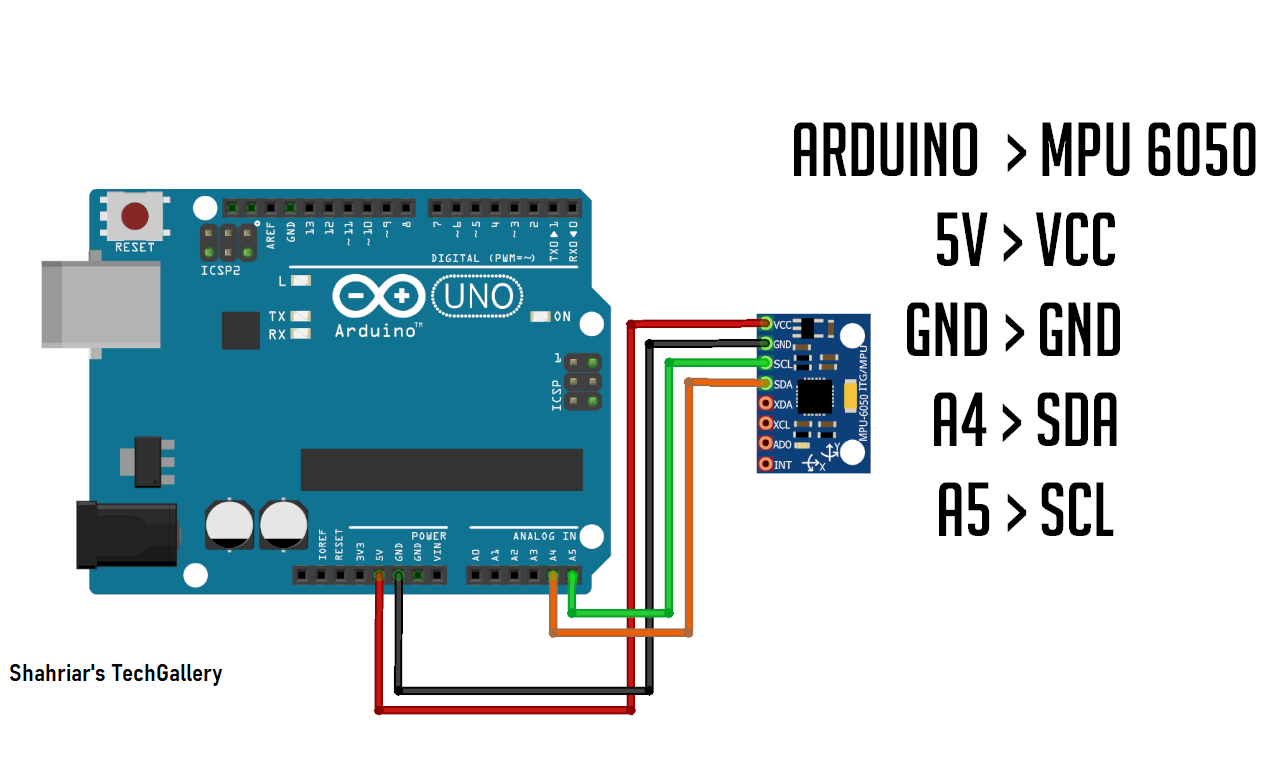 ARDUINO > MPU 6050
5V > VCC
GND > GND
A4 > SDA
A5 > SCL
RESET
ICSP2
AREF
GND
13
12
~11
~10
~9
8
7
~6
~5
4
~3
2
TX0▶1
RX0◀0
DIGITAL (PWM=~)
L
TX
RX
Arduino™
UNO
ON
1
ICSP
IOREF
RESET
3V3
5V
GND
GND
VIN
POWER
A0
A1
A2
A3
A4
A5
ANALOG IN
VCC
GND
SCL
SDA
XDA
XCL
ADO
INT
MPU-6050 ITG/MPU
Y
X
Shahriar's TechGallery